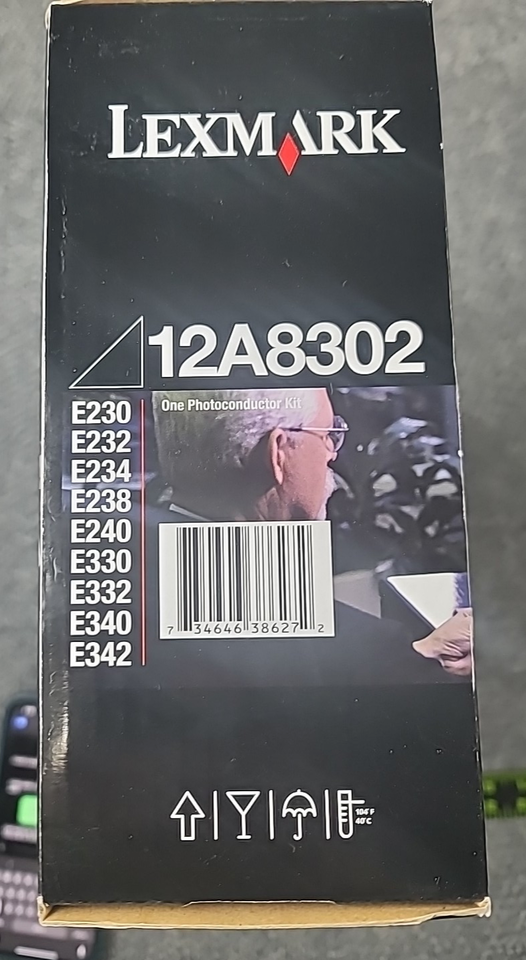 LEXMARK
12A8302
One Photoconductor Kit
E230
E232
E234
E238
E240
E330
E332
E340
E342
7 34646 38627 2
104°F
40°C